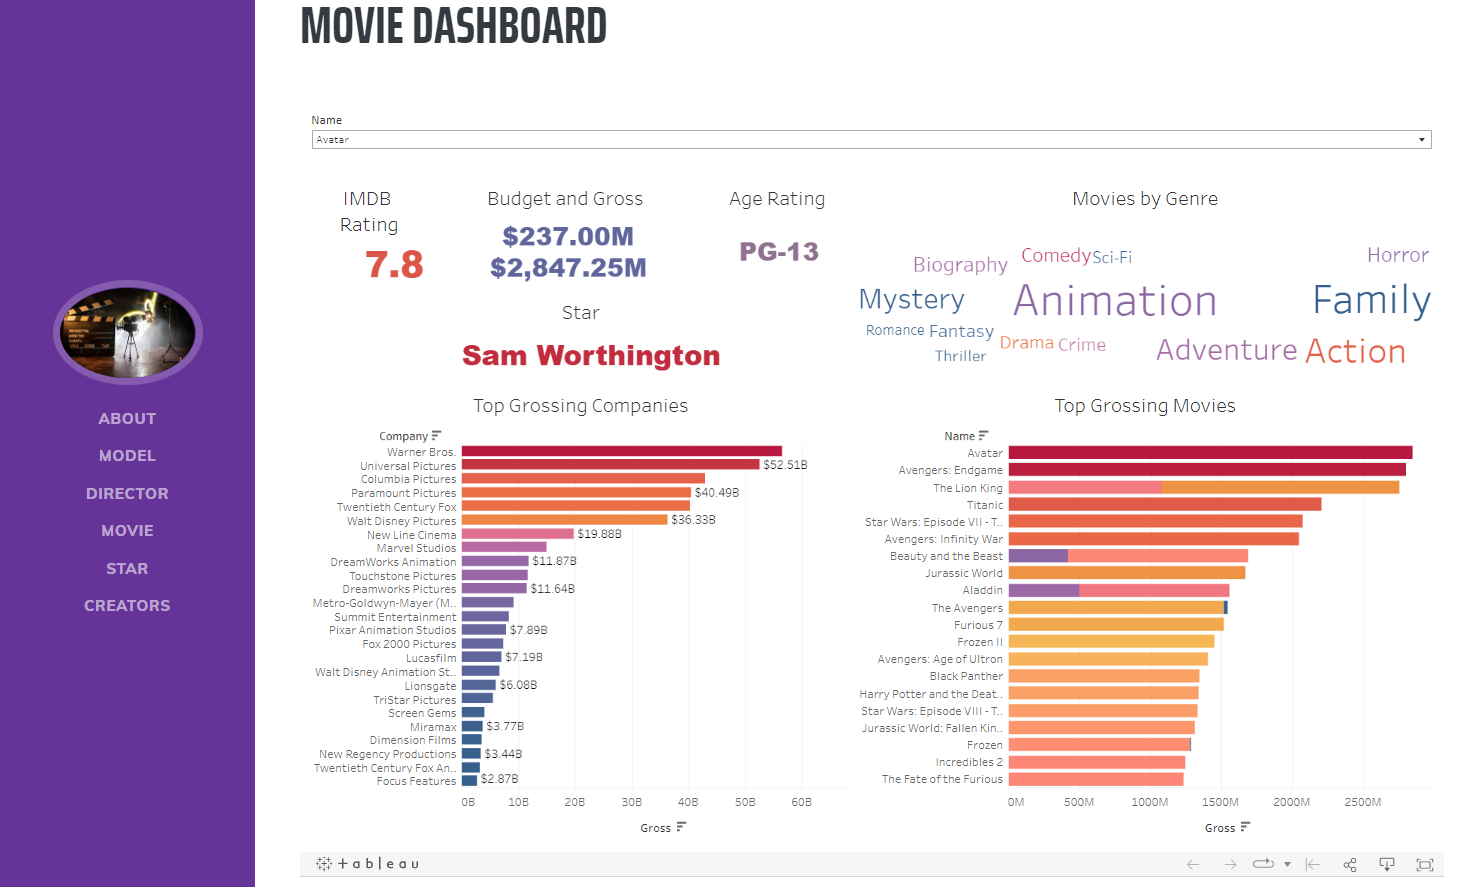 MOVIE DASHBOARD
ABOUT
MODEL
DIRECTOR
MOVIE
STAR
CREATORS
Name
Avatar
IMDB
Rating
7.8
Budget and Gross
$237.00M
$2,847.25M
Age Rating
PG-13
Star
Sam Worthington
Movies by Genre
Biography
Comedy
Sci-Fi
Horror
Mystery
Animation
Family
Romance
Fantasy
Thriller
Drama
Crime
Adventure
Action
Top Grossing Companies
Company
Warner Bros.
Universal Pictures $52.51B
Columbia Pictures
Paramount Pictures $40.49B
Twentieth Century Fox
Walt Disney Pictures $36.33B
New Line Cinema $19.88B
Marvel Studios
DreamWorks Animation $11.87B
Touchstone Pictures
Dreamworks Pictures $11.64B
Metro-Goldwyn-Mayer (M..
Summit Entertainment
Pixar Animation Studios $7.89B
Fox 2000 Pictures
Lucasfilm $7.19B
Walt Disney Animation St..
Lionsgate $6.08B
TriStar Pictures
Screen Gems
Miramax $3.77B
Dimension Films
New Regency Productions $3.44B
Twentieth Century Fox An..
Focus Features $2.87B
0B 10B 20B 30B 40B 50B 60B
Gross
Top Grossing Movies
Name
Avatar
Avengers: Endgame
The Lion King
Titanic
Star Wars: Episode VII - T..
Avengers: Infinity War
Beauty and the Beast
Jurassic World
Aladdin
The Avengers
Furious 7
Frozen II
Avengers: Age of Ultron
Black Panther
Harry Potter and the Deat..
Star Wars: Episode VIII - T..
Jurassic World: Fallen Kin..
Frozen
Incredibles 2
The Fate of the Furious
0M 500M 1000M 1500M 2000M 2500M
Gross
+ableau